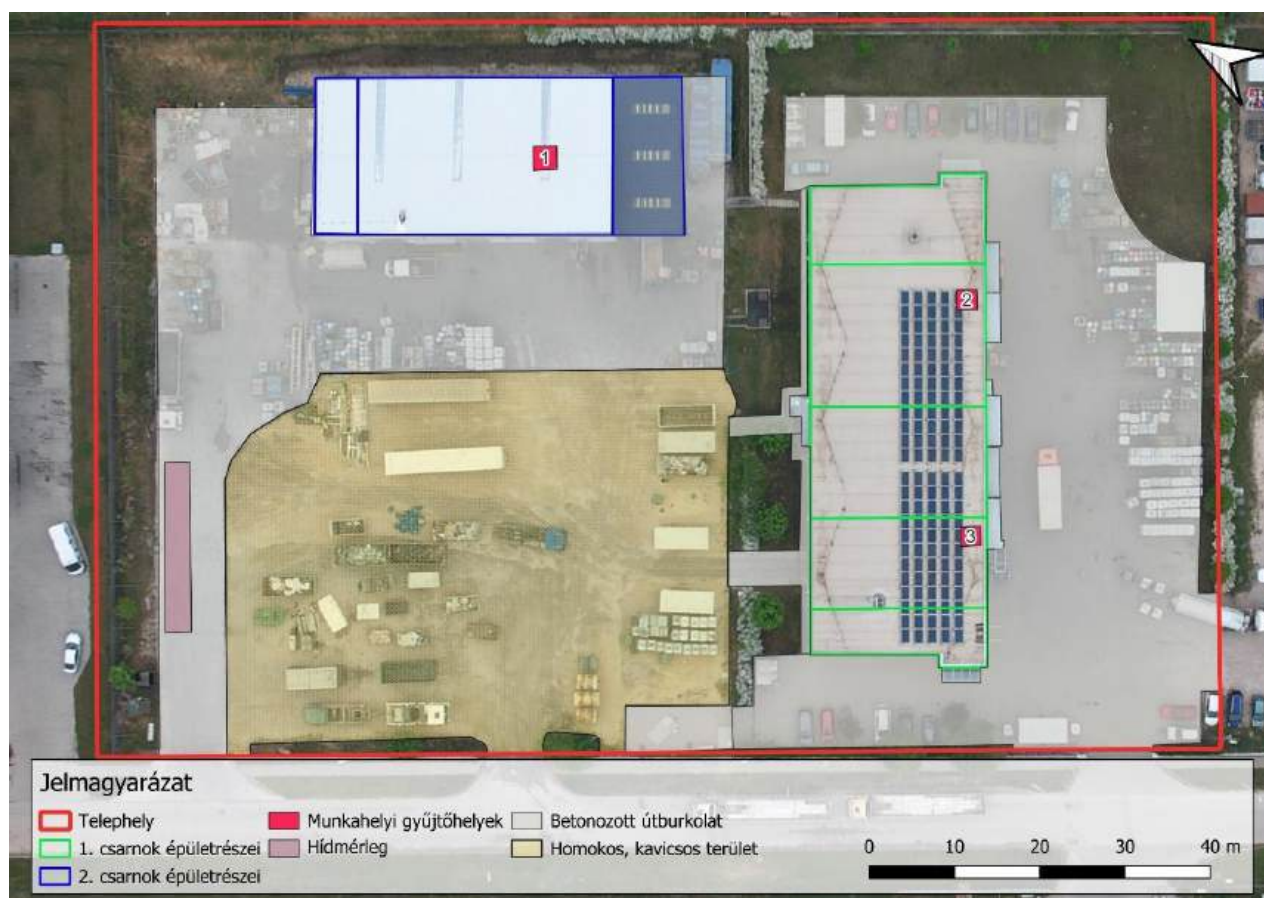 1
2
3
Jelmagyarázat
Telephely
1. csarnok épületrészei
2. csarnok épületrészei
Munkahelyi gyűjtőhelyek
Hídmérleg
Betonozott útburkolat
Homokos, kavicsos terület
0 10 20 30 40 m